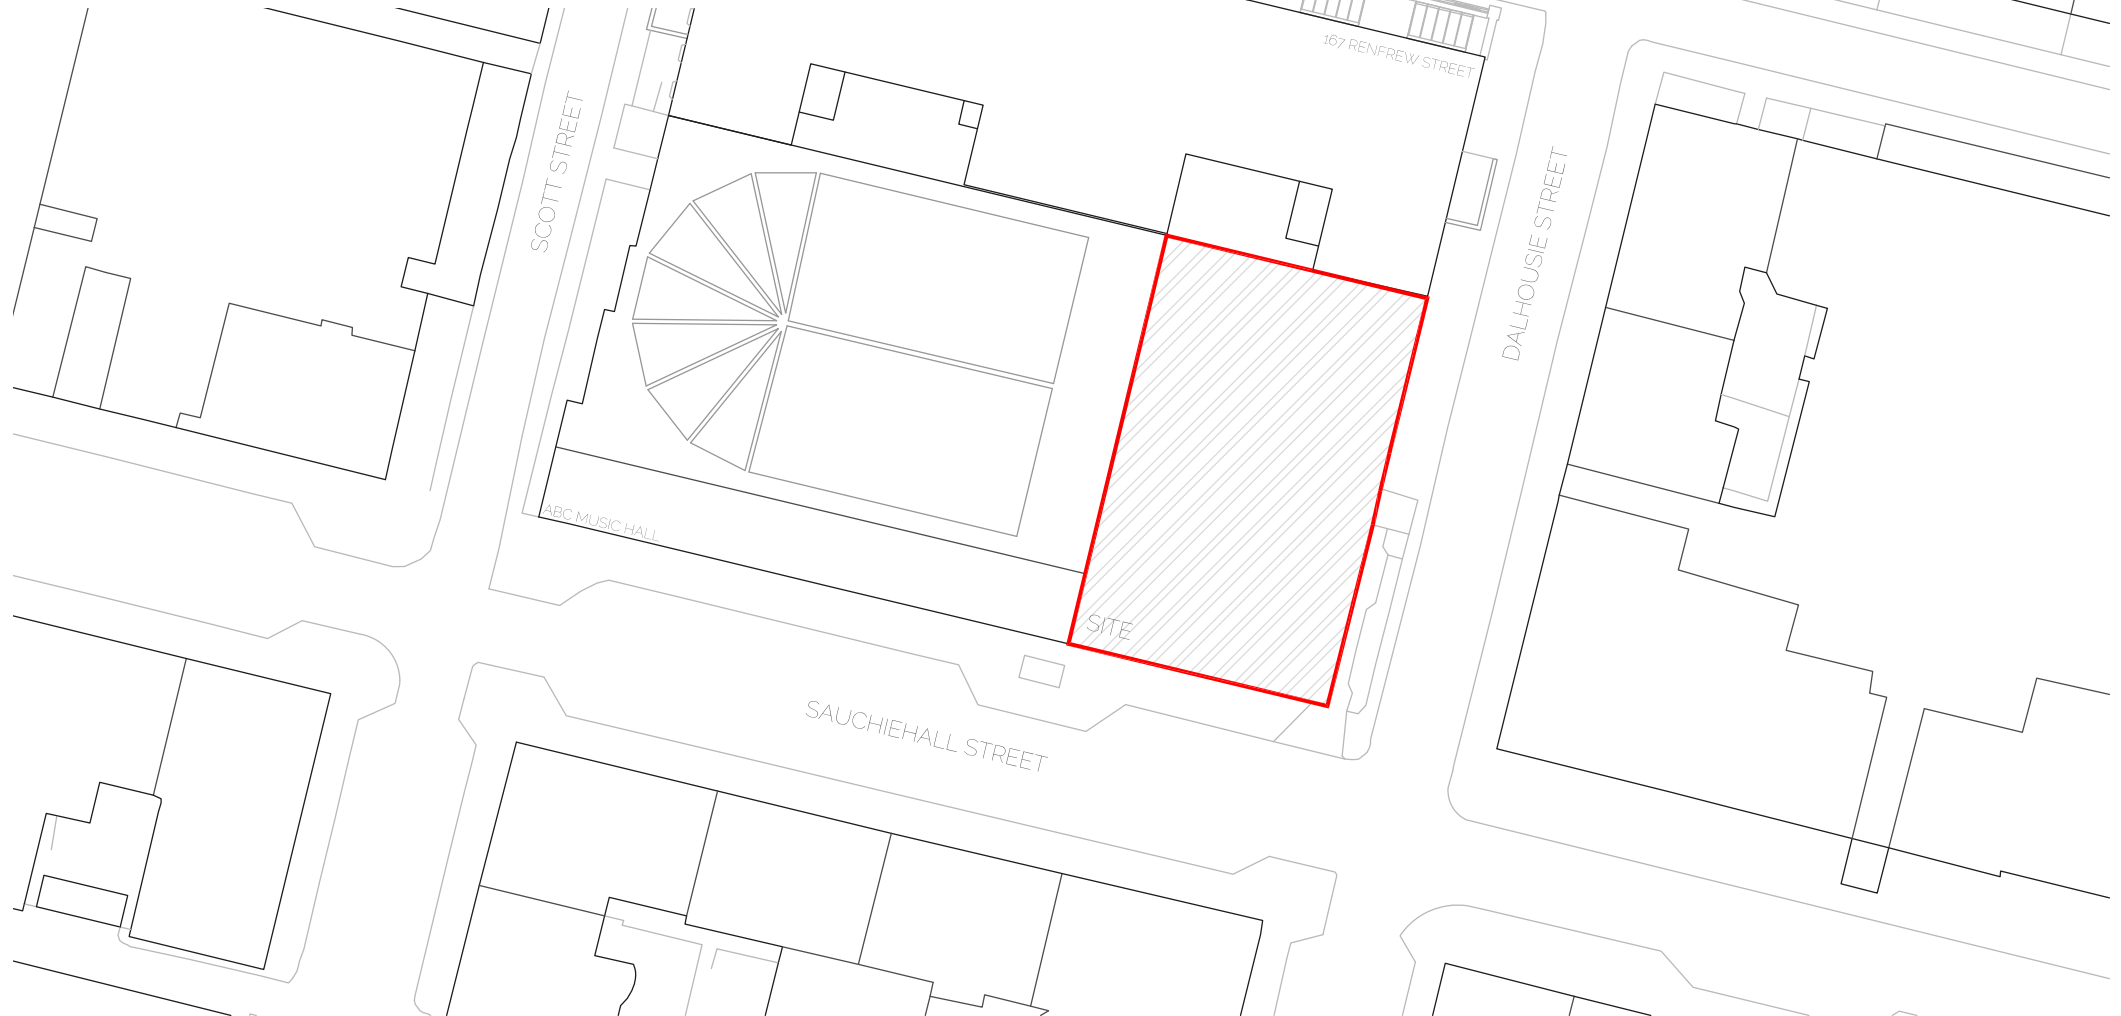 167 RENFREW STREET
SCOTT STREET
DALHOUSIE STREET
ABC MUSIC HALL
SITE
SAUCHIEHALL STREET